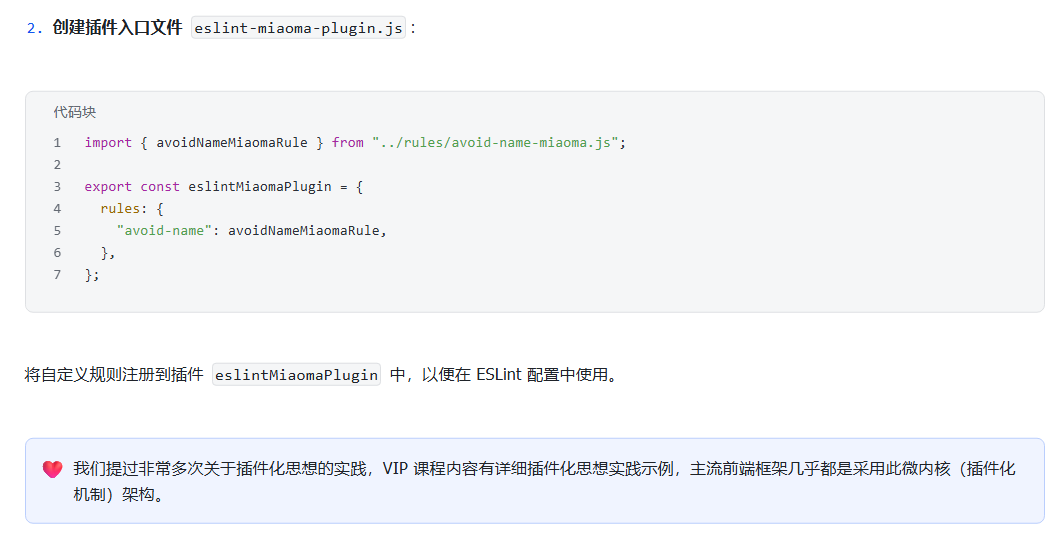 2. 创建插件入口文件 eslint-miaoma-plugin.js：
代码块
1 import { avoidNameMiaomaRule } from "../rules/avoid-name-miaoma.js";
2
3 export const eslintMiaomaPlugin = {
4   rules: {
5     "avoid-name": avoidNameMiaomaRule,
6   },
7 };
将自定义规则注册到插件 eslintMiaomaPlugin 中，以便在 ESLint 配置中使用。
我们提过非常多次关于插件化思想的实践，VIP 课程内容有详细插件化思想实践示例，主流前端框架几乎都是采用此微内核（插件化
机制）架构。